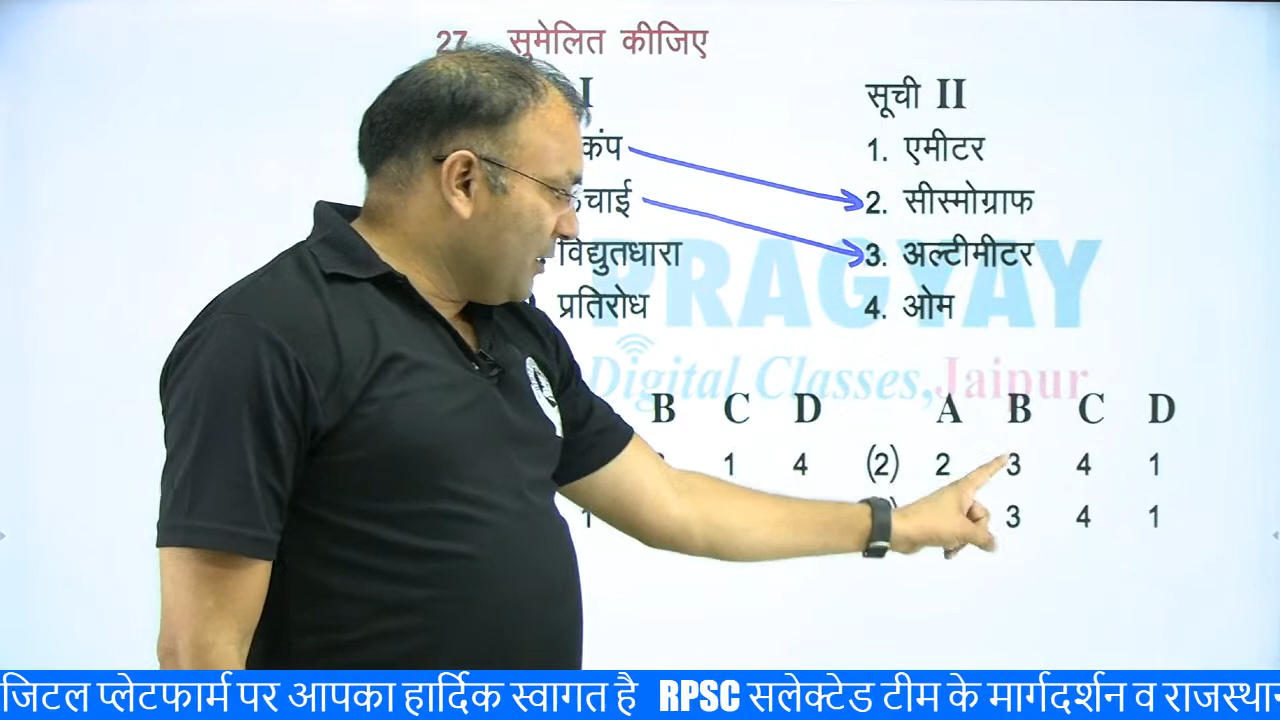 27 सुमेलित कीजिए
I सूची II
कंप 1. एमीटर
चाई 2. सीस्मोग्राफ
विद्युतधारा 3. अल्टीमीटर
प्रतिरोध 4. ओम
PRAGYAY
Digital Classes,Jaipur
B C D A B C D
1 4 (2) 2 3 4 1
1 3 4 1
जिटल प्लेटफार्म पर आपका हार्दिक स्वागत है RPSC सलेक्टेड टीम के मार्गदर्शन व राजस्था